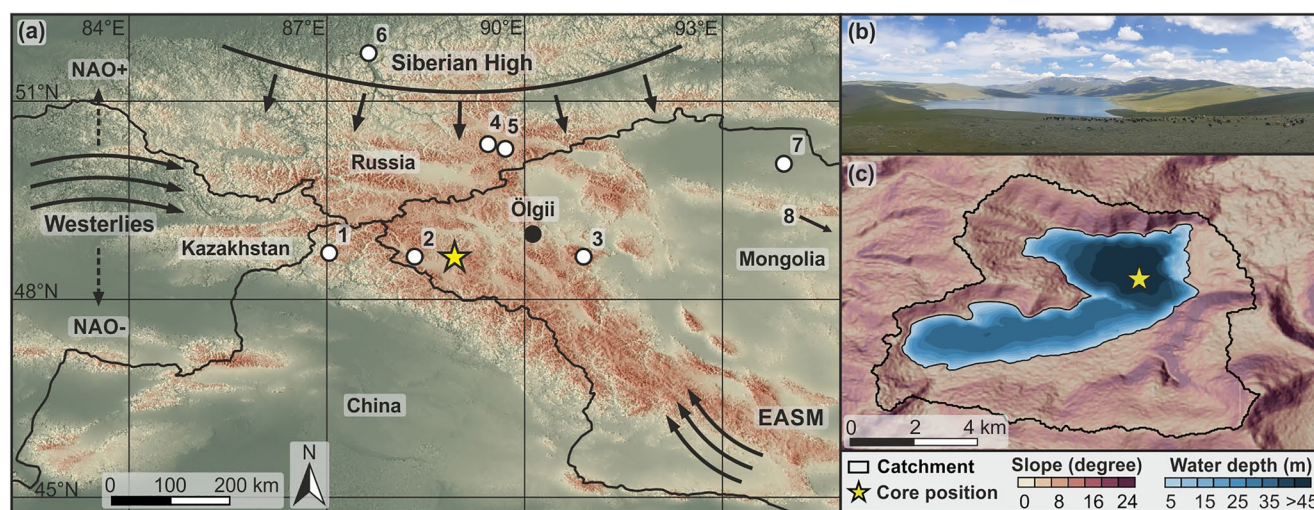 (a)
84°E
87°E
90°E
93°E
6
Siberian High
NAO+
51°N
4
5
7
Russia
Westerlies
Ölgii
8
Kazakhstan
1
2
3
Mongolia
48°N
NAO-
China
EASM
N
0 100 200 km
45°N
(b)
(c)
0 2 4 km
Catchment
Core position
Slope (degree)
0 8 16 24
Water depth (m)
5 15 25 35 >45